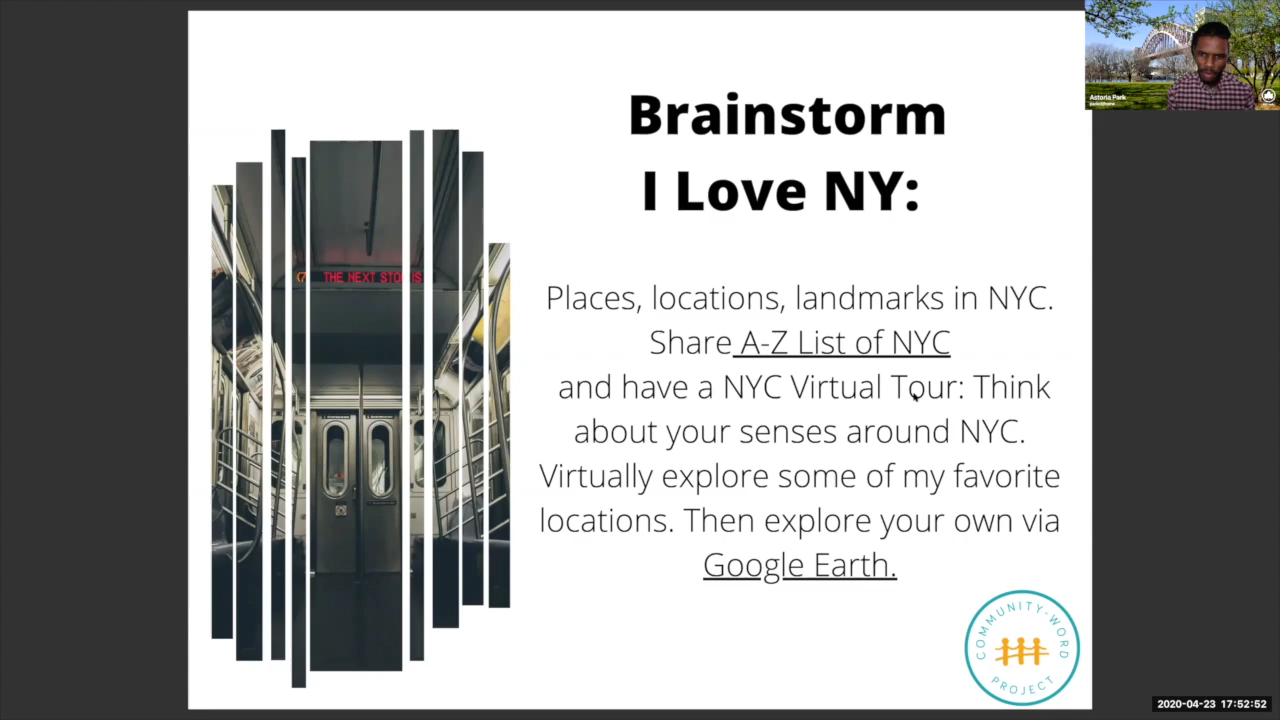 Brainstorm
I Love NY:
Places, locations, landmarks in NYC.
Share A-Z List of NYC
and have a NYC Virtual Tour: Think
about your senses around NYC.
Virtually explore some of my favorite
locations. Then explore your own via
Google Earth.
THE NEXT STOP IS
COMMUNITY-WORD
PROJECT
Astoria Park
2020-04-23 17:52:52